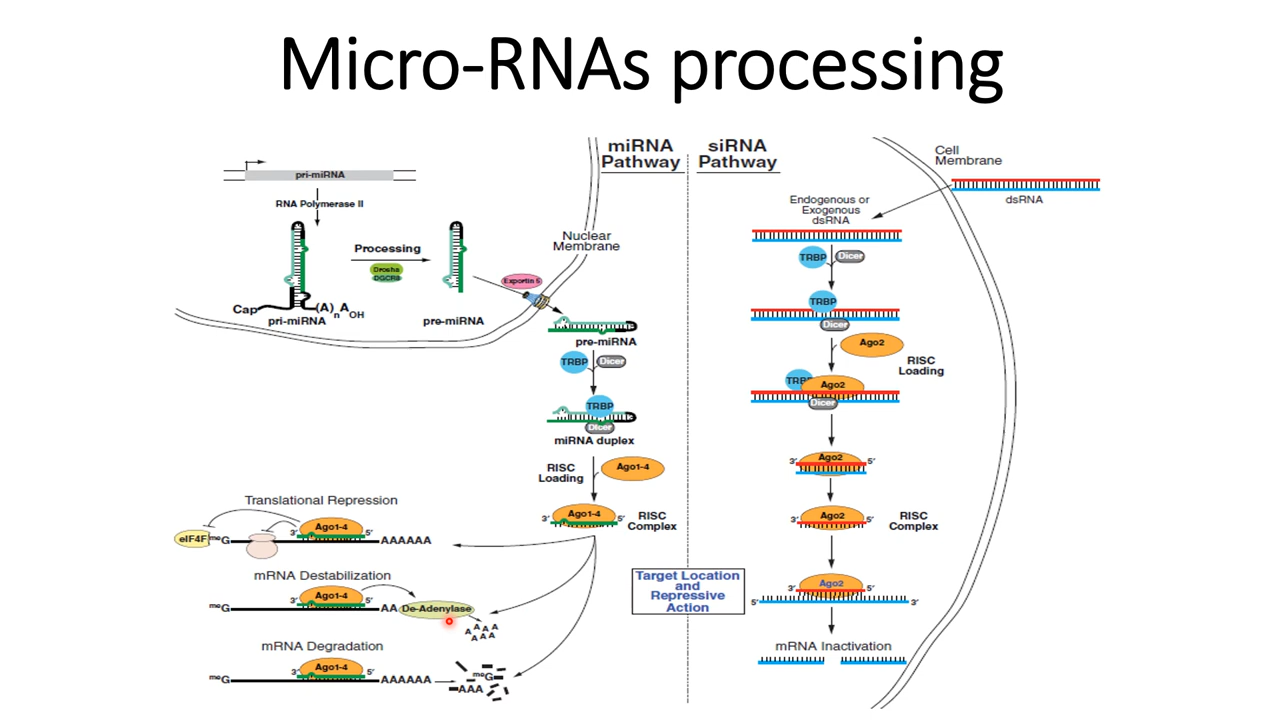 Micro-RNAs processing
miRNA
Pathway
siRNA
Pathway
pri-miRNA
RNA Polymerase II
Processing
Drosha
DGCR8
Cap
(A)nAOH
pri-miRNA
pre-miRNA
Nuclear
Membrane
Exportin 5
pre-miRNA
TRBP
Dicer
TRBP
Dicer
miRNA duplex
RISC
Loading
Ago1-4
Ago1-4
3′
5′
RISC
Complex
Translational Repression
eIF4F
meG
3′
Ago1-4
5′
AAAAAA
mRNA Destabilization
meG
3′
Ago1-4
5′
AA
De-Adenylase
A A A A
A A A
mRNA Degradation
meG
3′
Ago1-4
5′
AAAAAA
meG
AAA
Cell
Membrane
dsRNA
Endogenous or
Exogenous
dsRNA
TRBP
Dicer
TRBP
Dicer
Ago2
RISC
Loading
TRBP
Ago2
Dicer
3′
Ago2
5′
3′
Ago2
5′
RISC
Complex
Target Location
and
Repressive
Action
3′
Ago2
5′
5′
3′
mRNA Inactivation